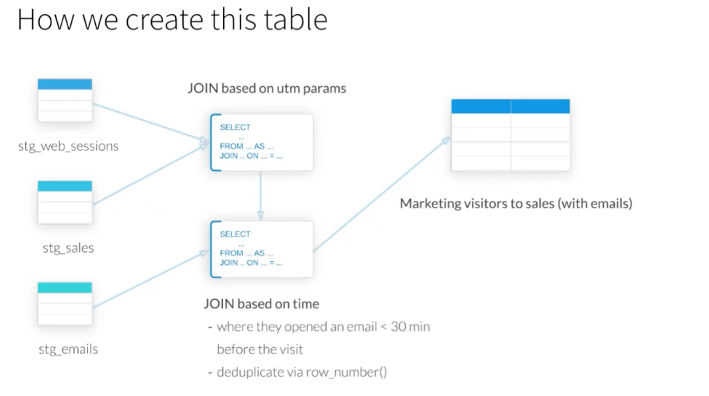 How we create this table
JOIN based on utm params
SELECT
...
FROM ... AS ...
JOIN .. ON ... = ...
stg_web_sessions
stg_sales
Marketing visitors to sales (with emails)
SELECT
...
FROM ... AS ...
JOIN .. ON ... = ...
stg_emails
JOIN based on time
- where they opened an email < 30 min
before the visit
- deduplicate via row_number()